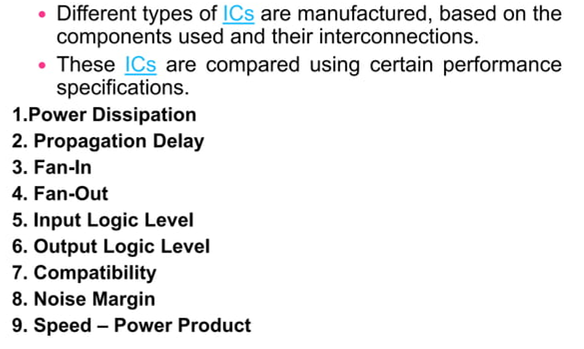 • Different types of ICs are manufactured, based on the
components used and their interconnections.
• These ICs are compared using certain performance
specifications.
1.Power Dissipation
2. Propagation Delay
3. Fan-In
4. Fan-Out
5. Input Logic Level
6. Output Logic Level
7. Compatibility
8. Noise Margin
9. Speed – Power Product